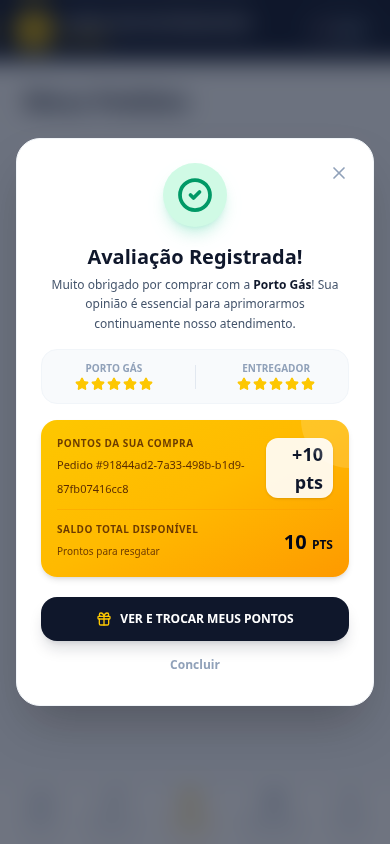 Avaliação Registrada!
Muito obrigado por comprar com a Porto Gás! Sua
opinião é essencial para aprimorarmos
continuamente nosso atendimento.
PORTO GÁS
ENTREGADOR
PONTOS DA SUA COMPRA
Pedido #91844ad2-7a33-498b-b1d9-
87fb07416cc8
+10
pts
SALDO TOTAL DISPONÍVEL
Prontos para resgatar
10 PTS
VER E TROCAR MEUS PONTOS
Concluir